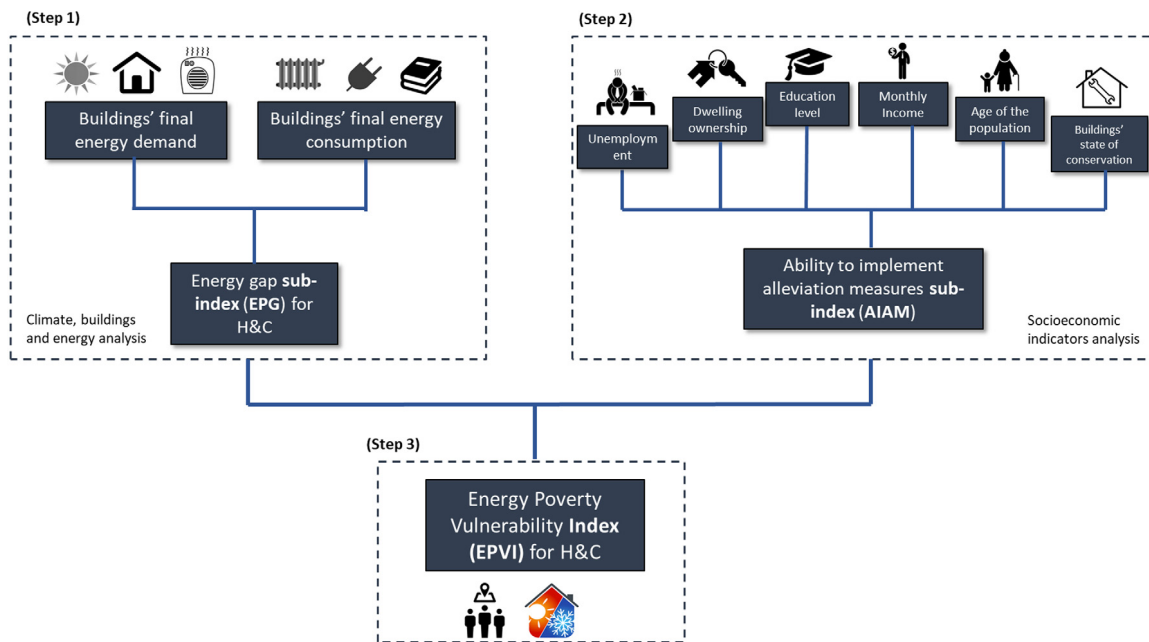 (Step 1)
Buildings' final
energy demand
Buildings' final energy
consumption
Energy gap sub-
index (EPG) for
H&C
Climate, buildings
and energy analysis
(Step 2)
Unemploym
ent
Dwelling
ownership
Education
level
Monthly
Income
Age of the
population
Buildings'
state of
conservation
Ability to implement
alleviation measures sub-
index (AIAM)
Socioeconomic
indicators analysis
(Step 3)
Energy Poverty
Vulnerability Index
(EPVI) for H&C